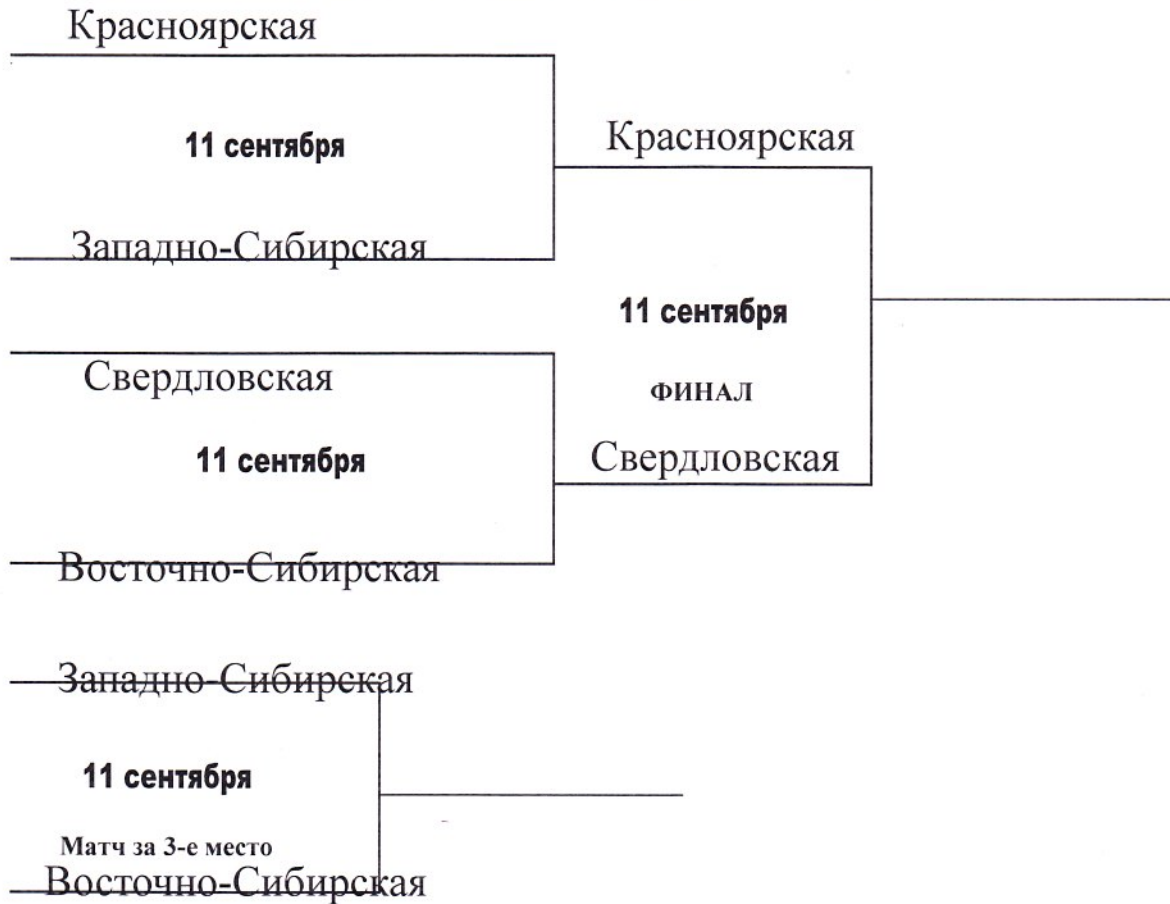 Красноярская
11 сентября
Красноярская
Западно-Сибирская
11 сентября
Свердловская
ФИНАЛ
11 сентября
Свердловская
Восточно-Сибирская
Западно-Сибирская
11 сентября
Матч за 3-е место
Восточно-Сибирская